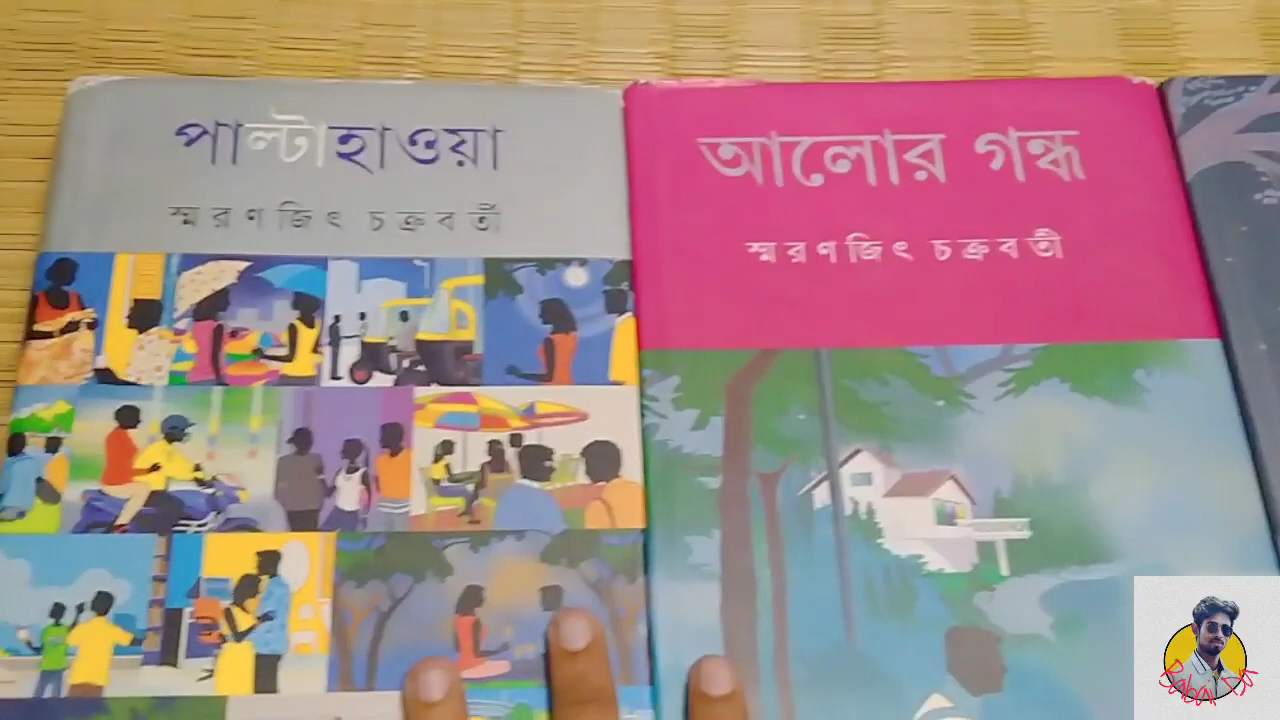 পাল্টাহাওয়া
স্মরণজিৎ চক্রবর্তী
আলোর গন্ধ
স্মরণজিৎ চক্রবর্তী